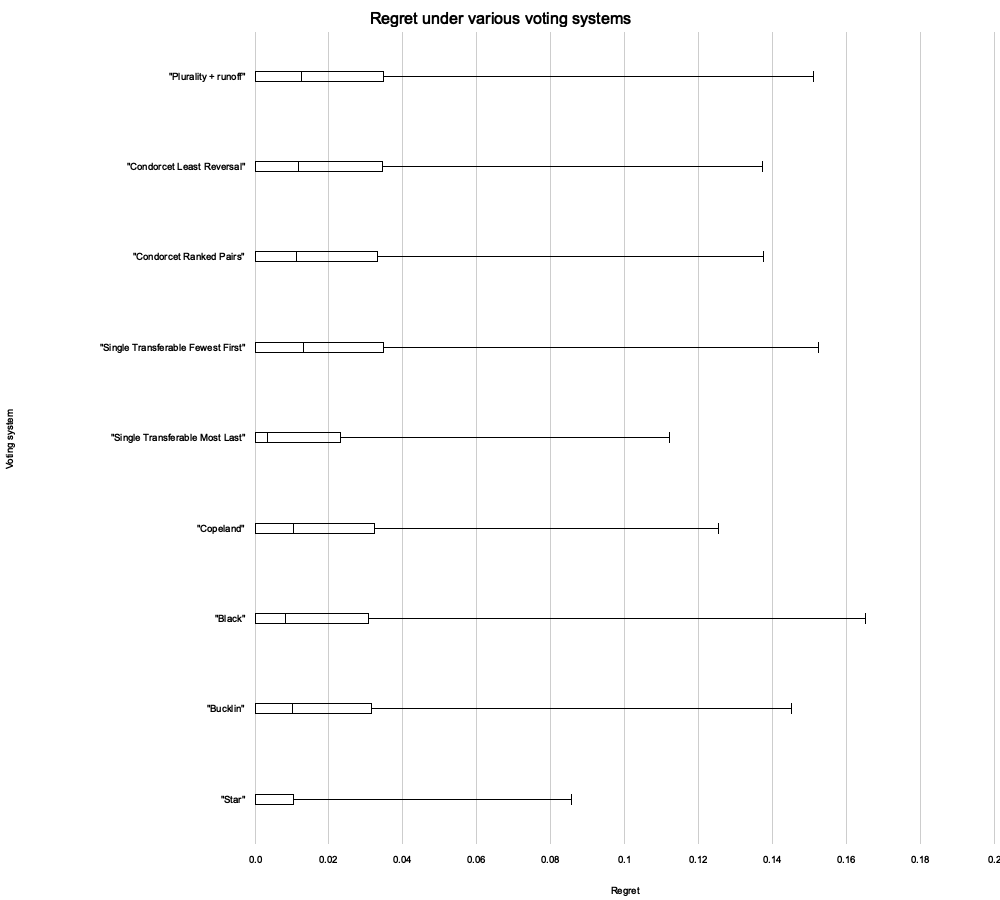 Regret under various voting systems
"Plurality + runoff"
"Condorcet Least Reversal"
"Condorcet Ranked Pairs"
"Single Transferable Fewest First"
"Single Transferable Most Last"
"Copeland"
"Black"
"Bucklin"
"Star"
Voting system
0.0 0.02 0.04 0.06 0.08 0.1 0.12 0.14 0.16 0.18 0.2
Regret